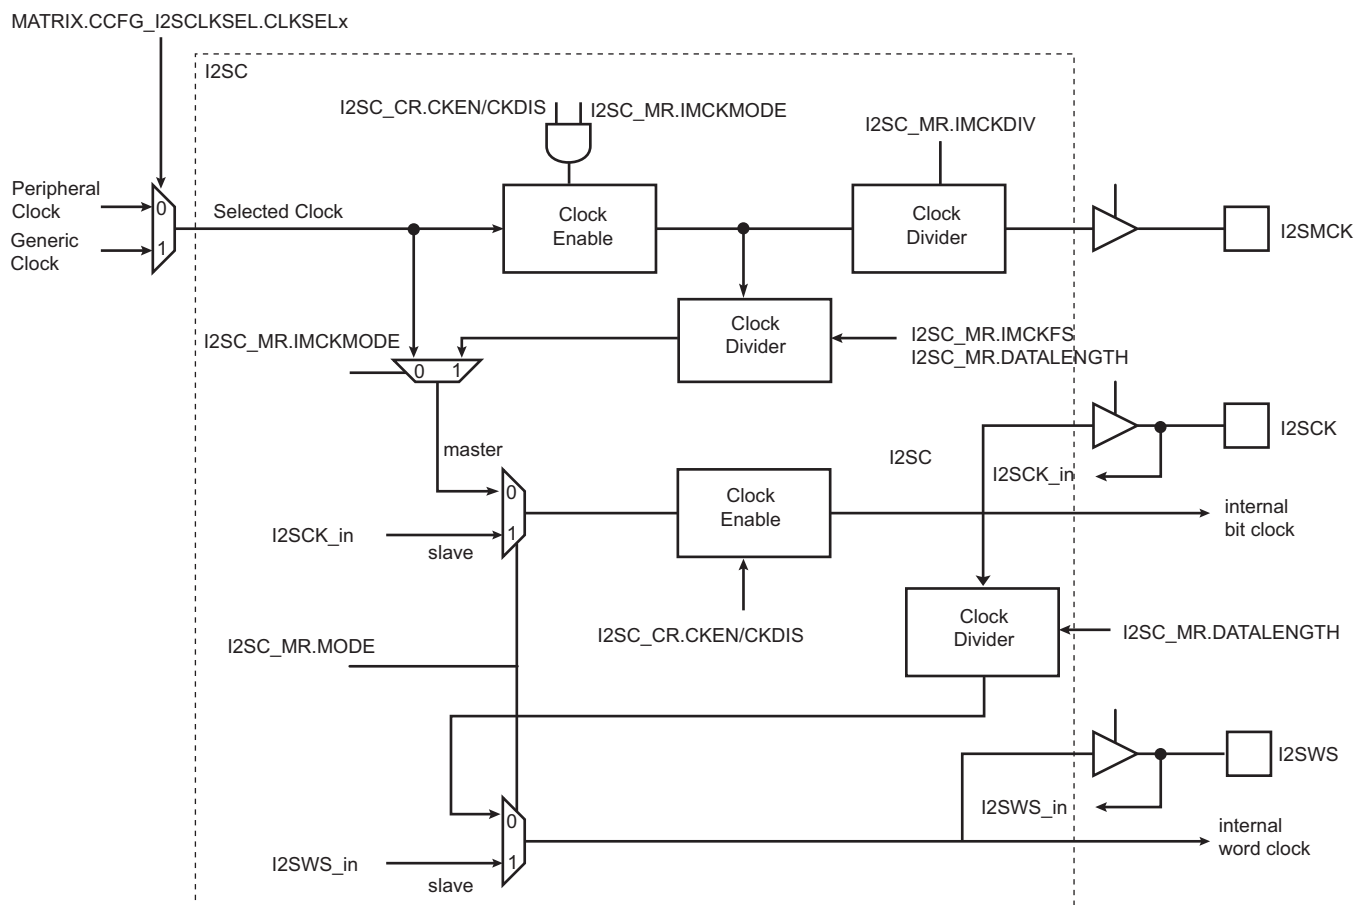 MATRIX.CCFG_I2SCLKSEL.CLKSELx
I2SC
I2SC_CR.CKEN/CKDIS
I2SC_MR.IMCKMODE
I2SC_MR.IMCKDIV
Peripheral
Clock
Generic
Clock
0
1
Selected Clock
Clock
Enable
Clock
Divider
I2SMCK
I2SC_MR.IMCKMODE
0 1
Clock
Divider
I2SC_MR.IMCKFS
I2SC_MR.DATALENGTH
master
I2SC
I2SCK
I2SCK_in
I2SCK_in
slave
0
1
Clock
Enable
internal
bit clock
I2SC_CR.CKEN/CKDIS
I2SC_MR.MODE
Clock
Divider
I2SC_MR.DATALENGTH
I2SWS
I2SWS_in
I2SWS_in
slave
0
1
internal
word clock